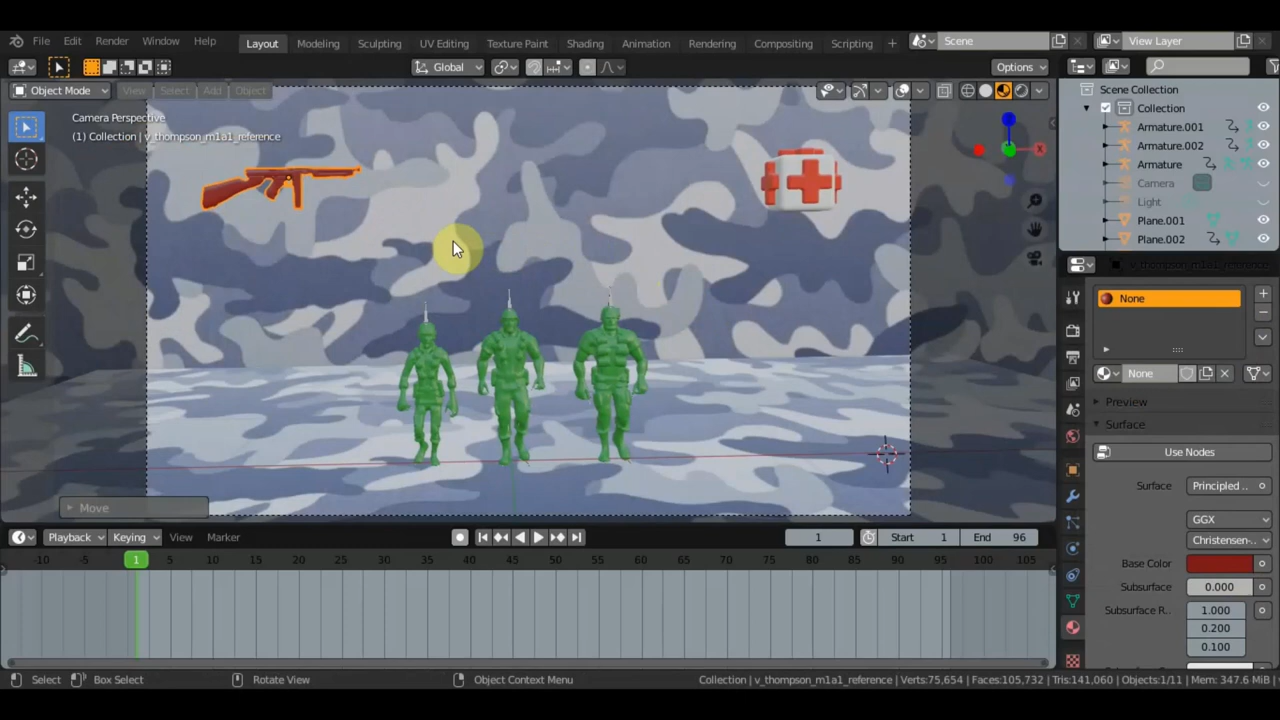 File Edit Render Window Help Layout Modeling Sculpting UV Editing Texture Paint Shading Animation Rendering Compositing Scripting + Scene View Layer
Global Options
Object Mode View Select Add Object
Camera Perspective
(1) Collection | v_thompson_m1a1_reference
X
Move
Scene Collection
Collection
Armature.001
Armature.002
Armature
Camera
Light
Plane.001
Plane.002
v_thompson_m1a1_reference
None
None
Preview
Surface
Use Nodes
Surface Principled ..
GGX
Christensen-..
Base Color
Subsurface 0.000
Subsurface R.. 1.000
0.200
0.100
Playback Keying View Marker 1 Start 1 End 96
-10 -5 1 5 10 15 20 25 30 35 40 45 50 55 60 65 70 75 80 85 90 95 100 105
Select Box Select Rotate View Object Context Menu Collection | v_thompson_m1a1_reference | Verts:75,654 | Faces:105,732 | Tris:141,060 | Objects:1/11 | Mem: 347.6 MiB |